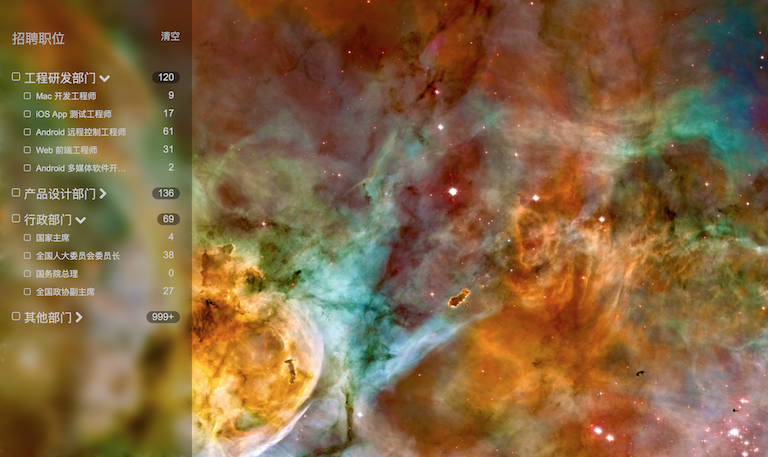 招聘职位 清空
工程研发部门 120
Mac 开发工程师 9
iOS App 测试工程师 17
Android 远程控制工程师 61
Web 前端工程师 31
Android 多媒体软件开... 2
产品设计部门 136
行政部门 69
国家主席 4
全国人大委员会委员长 38
国务院总理 0
全国政协副主席 27
其他部门 999+